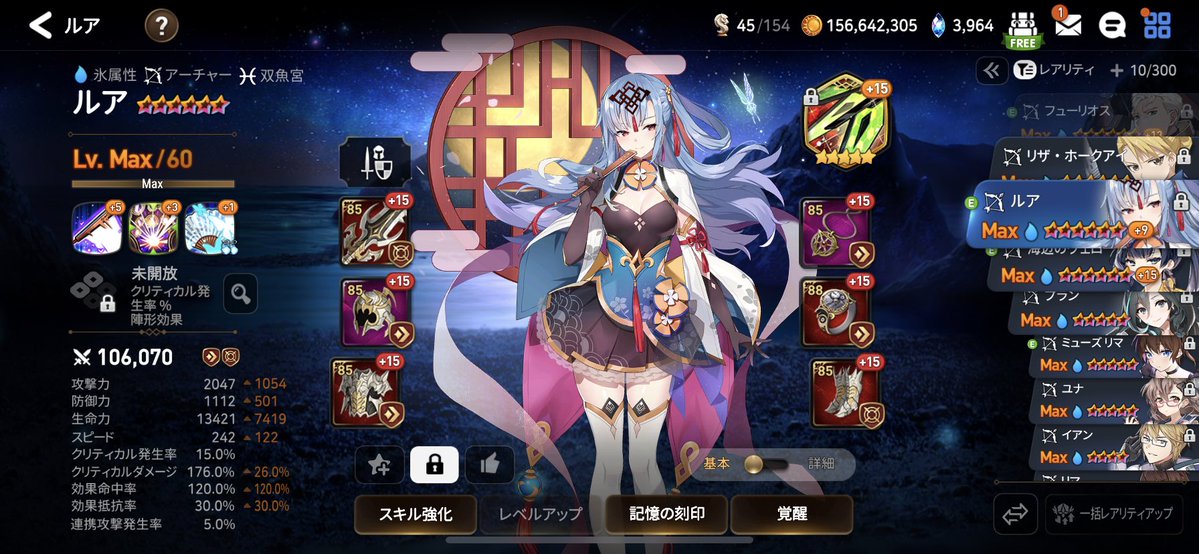 ルア ? 45/154 156,642,305 3,964 FREE 1
氷属性 アーチャー 双魚宮
ルア
Lv. Max/60
Max
+5 +3 +1
未開放
クリティカル発
生率%
陣形効果
106,070
攻撃力 2047 1054
防御力 1112 501
生命力 13421 7419
スピード 242 122
クリティカル発生率 15.0%
クリティカルダメージ 176.0% 26.0%
効果命中率 120.0% 120.0%
効果抵抗率 30.0% 30.0%
連携攻撃発生率 5.0%
+15
85 +15
85 +15
85 +15
85 +15
88 +15
85 +15
基本 詳細
スキル強化 レベルアップ 記憶の刻印 覚醒
レアリティ + 10/300
E フューリオス
Max
リザ・ホークアイ
E ルア
Max +9
E 海辺のヴェロ
Max +15
フラン
Max
E ミューズリマ
Max
ユナ
Max
イアン
Max
一括レアリティアップ